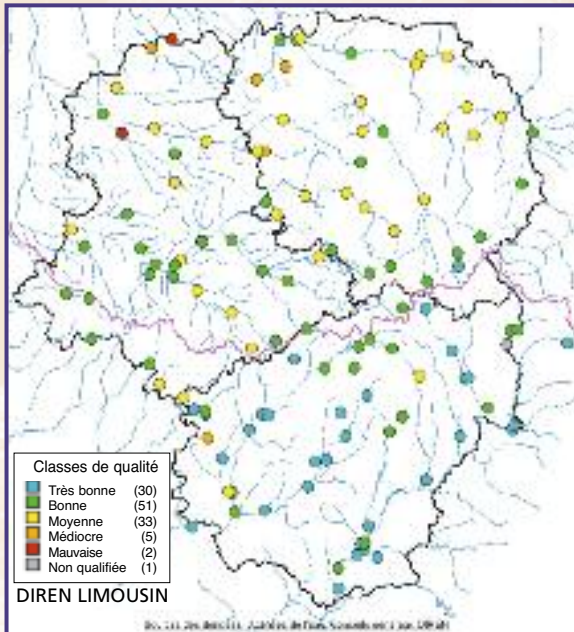 Classes de qualité
Très bonne (30)
Bonne (51)
Moyenne (33)
Médiocre (5)
Mauvaise (2)
Non qualifiée (1)
DIREN LIMOUSIN